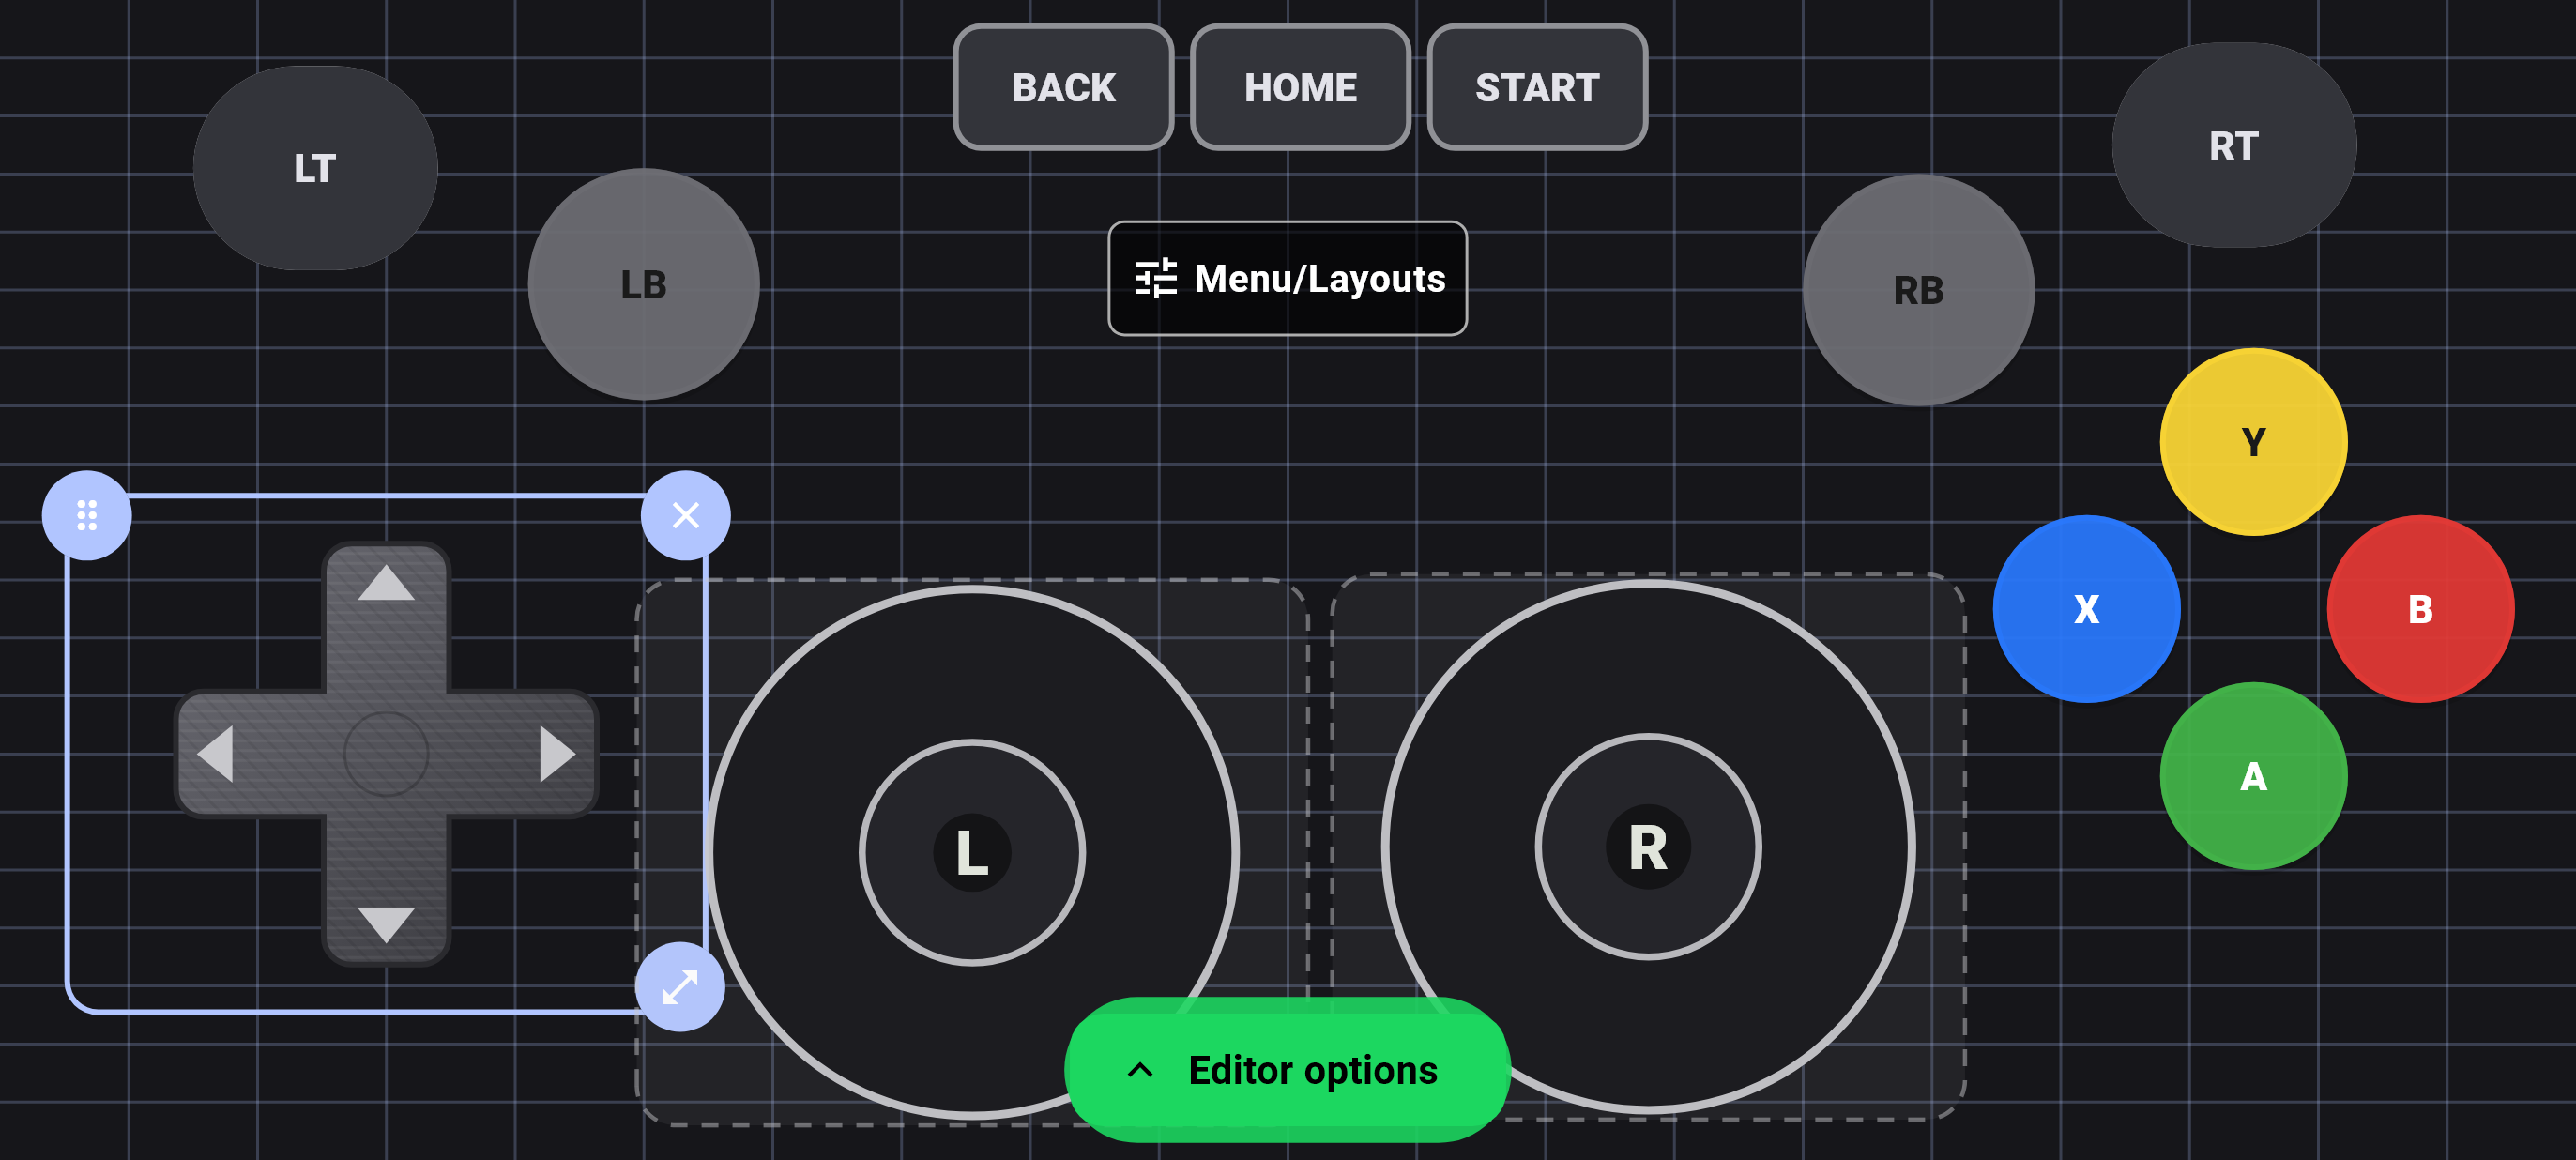 BACK
HOME
START
LT
RT
LB
Menu/Layouts
RB
Y
X
B
A
L
R
Editor options